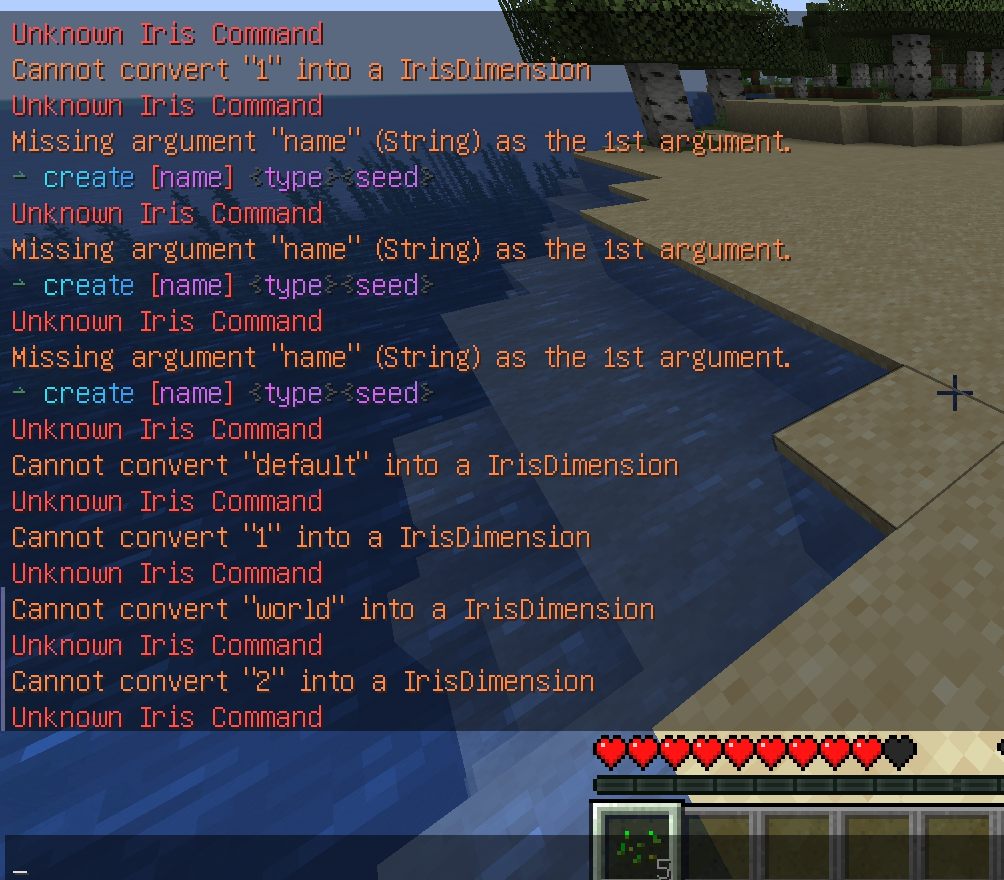 Unknown Iris Command
Cannot convert "1" into a IrisDimension
Unknown Iris Command
Missing argument "name" (String) as the 1st argument.
⇀ create [name] <type><seed>
Unknown Iris Command
Missing argument "name" (String) as the 1st argument.
⇀ create [name] <type><seed>
Unknown Iris Command
Missing argument "name" (String) as the 1st argument.
⇀ create [name] <type><seed>
Unknown Iris Command
Cannot convert "default" into a IrisDimension
Unknown Iris Command
Cannot convert "1" into a IrisDimension
Unknown Iris Command
Cannot convert "world" into a IrisDimension
Unknown Iris Command
Cannot convert "2" into a IrisDimension
Unknown Iris Command
5
_